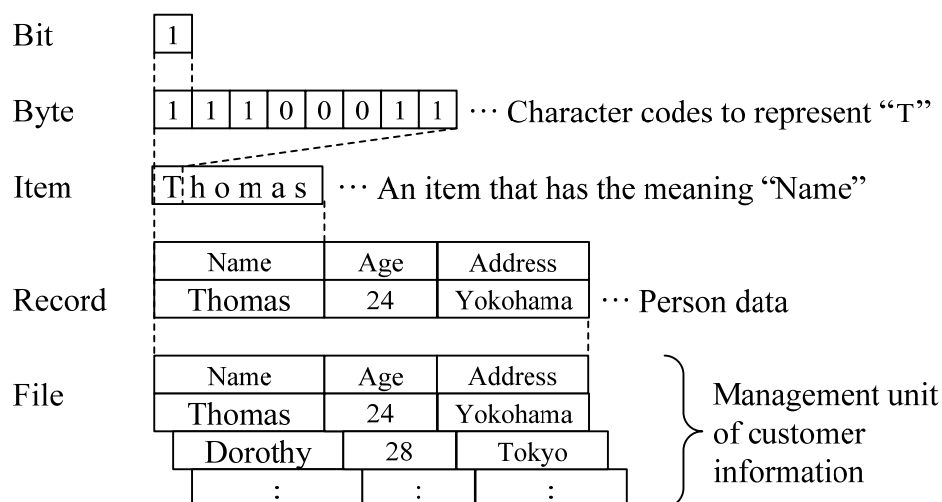 Bit 1
Byte 1 1 1 0 0 0 1 1 ··· Character codes to represent “T”
Item Thomas ··· An item that has the meaning “Name”
Name Age Address
Record Thomas 24 Yokohama ··· Person data
File Name Age Address
Thomas 24 Yokohama
Dorothy 28 Tokyo
: : :
Management unit
of customer
information